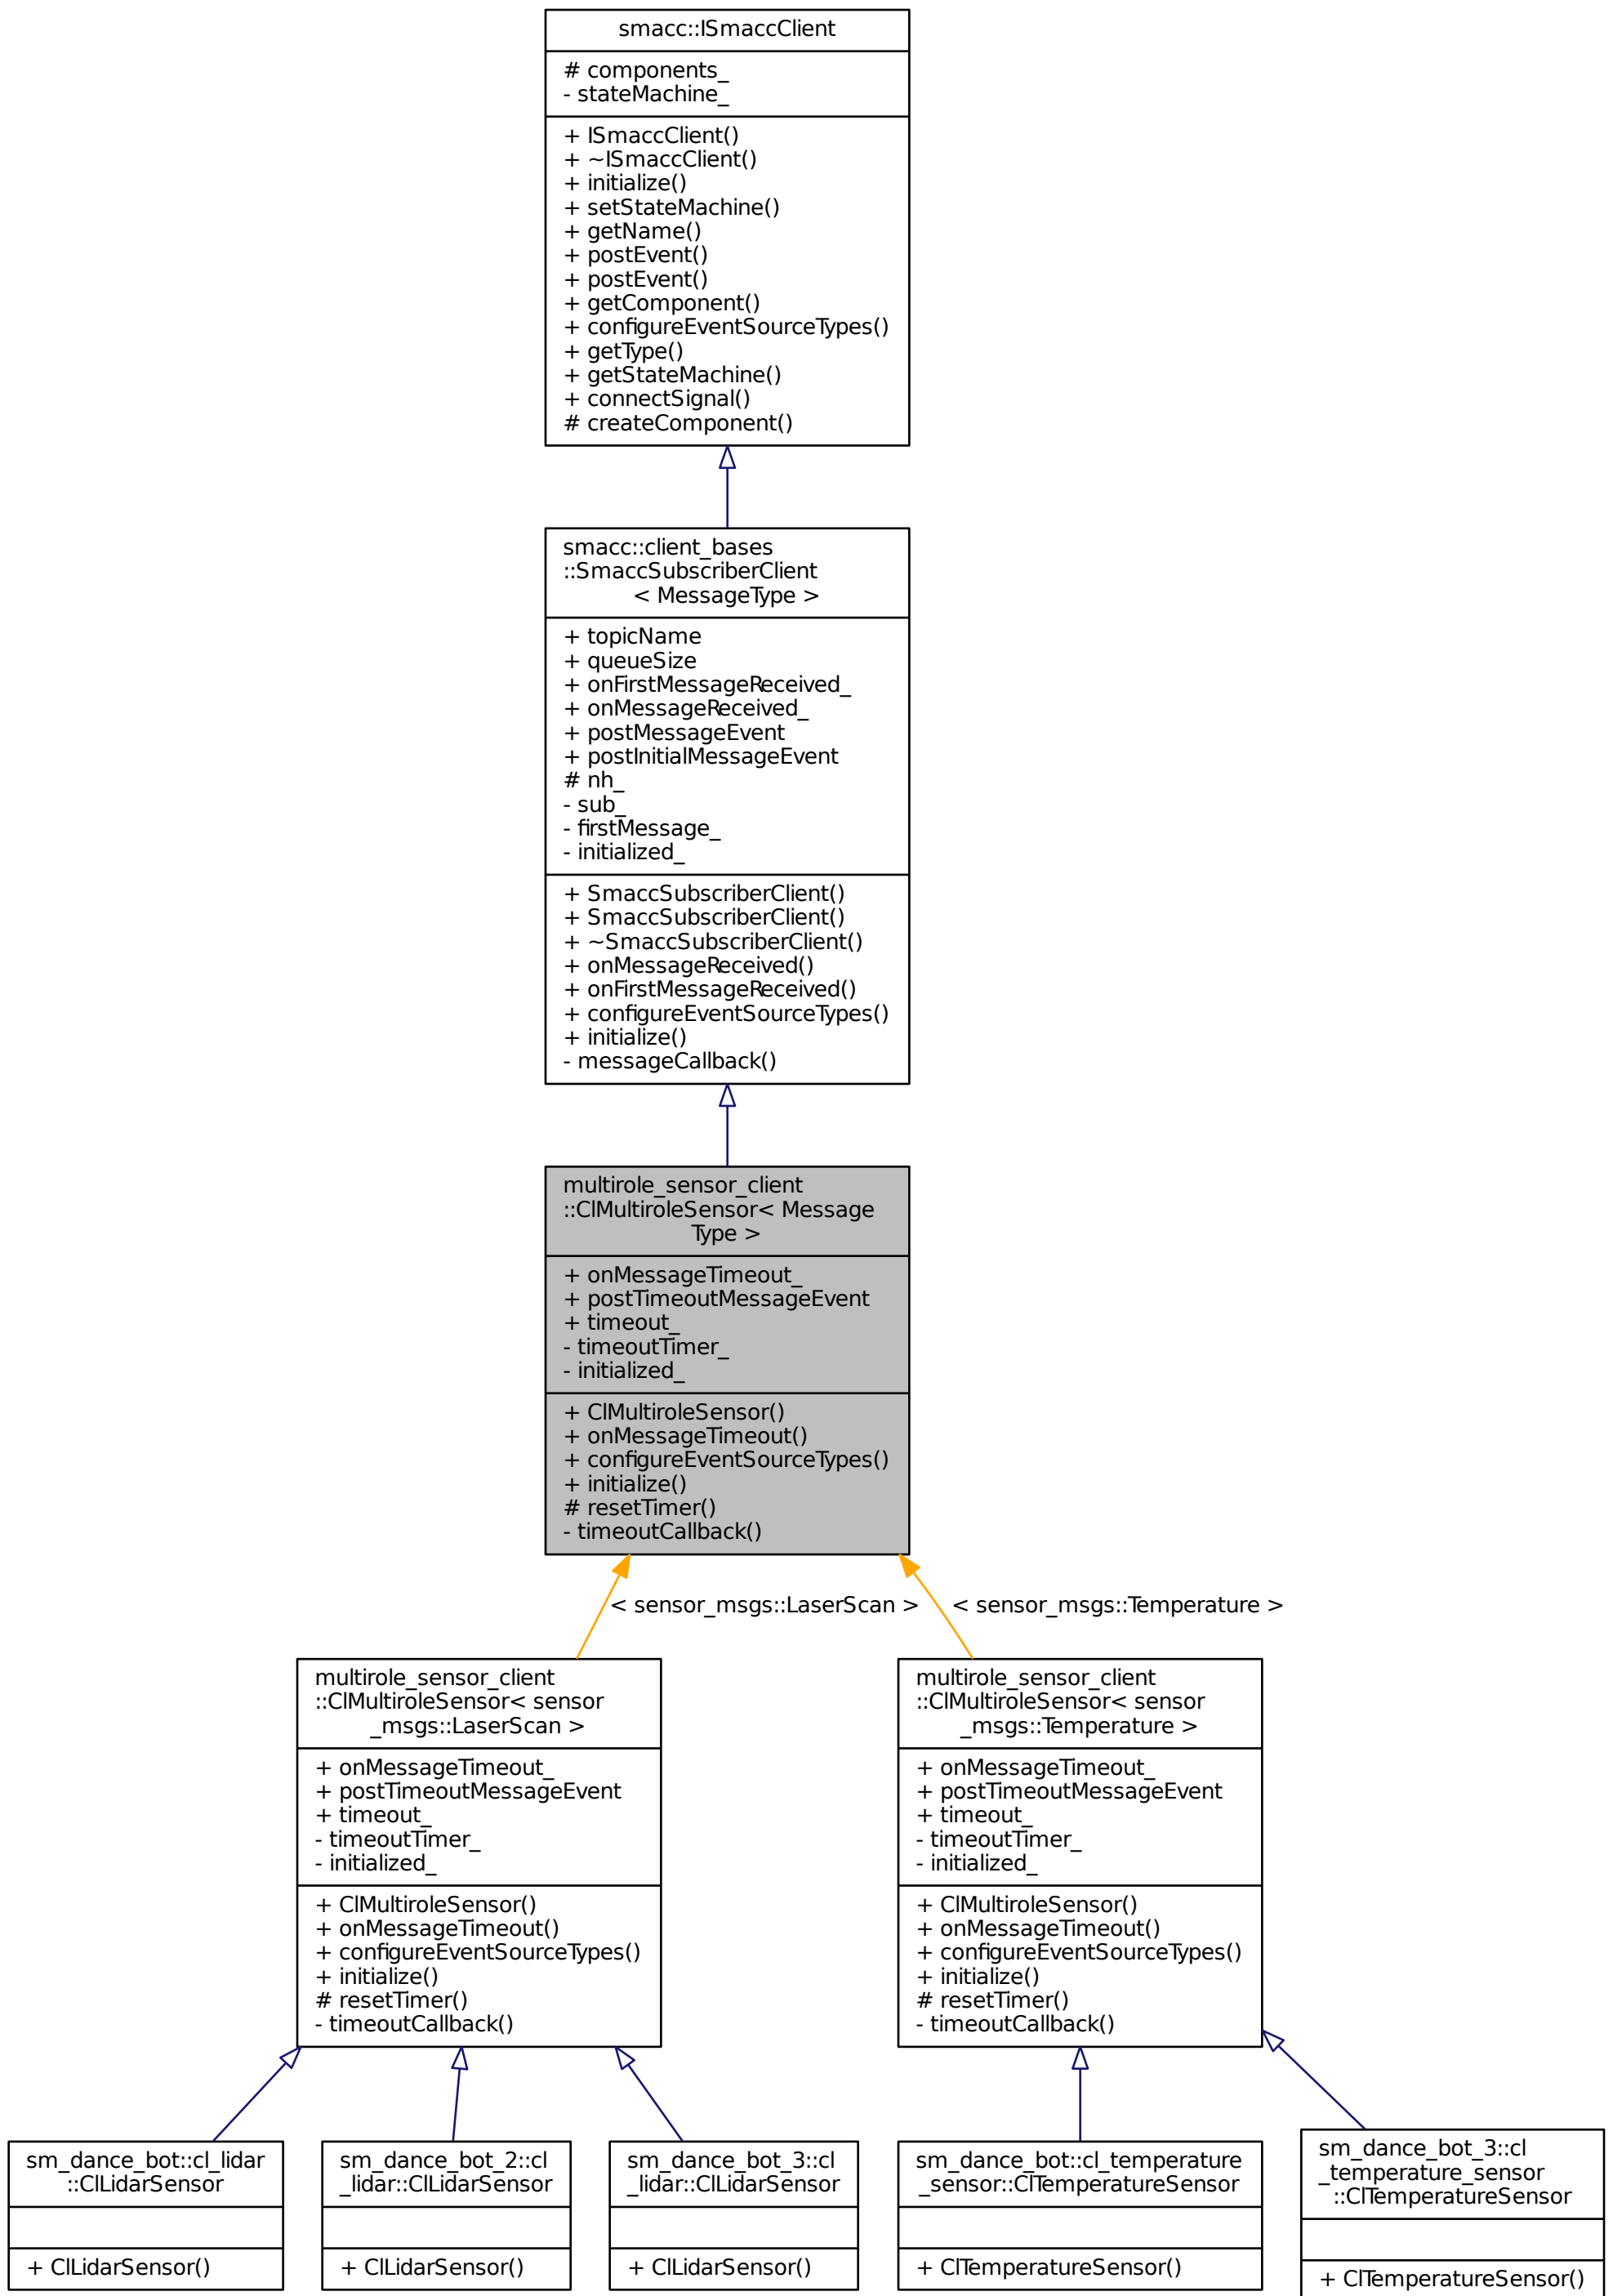 smacc::ISmaccClient
# components_
- stateMachine_
+ ISmaccClient()
+ ~ISmaccClient()
+ initialize()
+ setStateMachine()
+ getName()
+ postEvent()
+ postEvent()
+ getComponent()
+ configureEventSourceTypes()
+ getType()
+ getStateMachine()
+ connectSignal()
# createComponent()
smacc::client_bases
::SmaccSubscriberClient
< MessageType >
+ topicName
+ queueSize
+ onFirstMessageReceived_
+ onMessageReceived_
+ postMessageEvent
+ postInitialMessageEvent
# nh_
- sub_
- firstMessage_
- initialized_
+ SmaccSubscriberClient()
+ SmaccSubscriberClient()
+ ~SmaccSubscriberClient()
+ onMessageReceived()
+ onFirstMessageReceived()
+ configureEventSourceTypes()
+ initialize()
- messageCallback()
multirole_sensor_client
::ClMultiroleSensor< Message
Type >
+ onMessageTimeout_
+ postTimeoutMessageEvent
+ timeout_
- timeoutTimer_
- initialized_
+ ClMultiroleSensor()
+ onMessageTimeout()
+ configureEventSourceTypes()
+ initialize()
# resetTimer()
- timeoutCallback()
< sensor_msgs::LaserScan >
< sensor_msgs::Temperature >
multirole_sensor_client
::ClMultiroleSensor< sensor
_msgs::LaserScan >
+ onMessageTimeout_
+ postTimeoutMessageEvent
+ timeout_
- timeoutTimer_
- initialized_
+ ClMultiroleSensor()
+ onMessageTimeout()
+ configureEventSourceTypes()
+ initialize()
# resetTimer()
- timeoutCallback()
multirole_sensor_client
::ClMultiroleSensor< sensor
_msgs::Temperature >
+ onMessageTimeout_
+ postTimeoutMessageEvent
+ timeout_
- timeoutTimer_
- initialized_
+ ClMultiroleSensor()
+ onMessageTimeout()
+ configureEventSourceTypes()
+ initialize()
# resetTimer()
- timeoutCallback()
sm_dance_bot::cl_lidar
::ClLidarSensor
+ ClLidarSensor()
sm_dance_bot_2::cl
_lidar::ClLidarSensor
+ ClLidarSensor()
sm_dance_bot_3::cl
_lidar::ClLidarSensor
+ ClLidarSensor()
sm_dance_bot::cl_temperature
_sensor::ClTemperatureSensor
+ ClTemperatureSensor()
sm_dance_bot_3::cl
_temperature_sensor
::ClTemperatureSensor
+ ClTemperatureSensor()